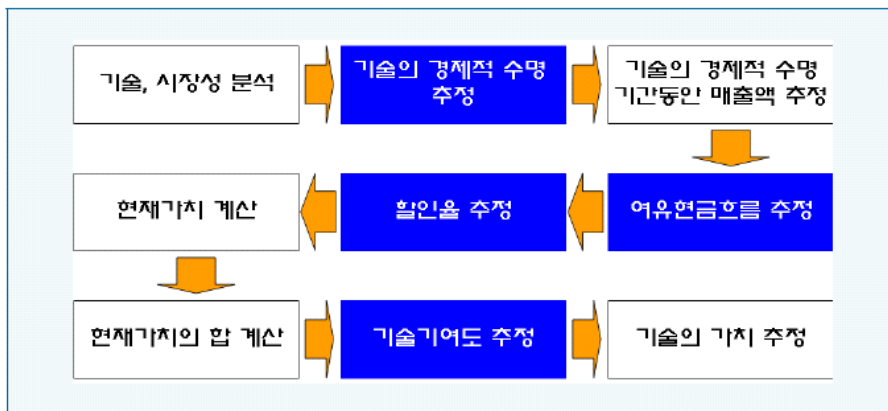 기술, 시장성 분석
기술의 경제적 수명
추정
기술의 경제적 수명
기간동안 매출액 추정
여유현금흐름 추정
할인율 추정
현재가치 계산
현재가치의 합 계산
기술기여도 추정
기술의 가치 추정